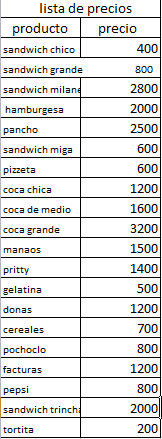 lista de precios
producto precio
sandwich chico 400
sandwich grande 800
sandwich milane 2800
hamburgesa 2000
pancho 2500
sandwich miga 600
pizzeta 600
coca chica 1200
coca de medio 1600
coca grande 3200
manaos 1500
pritty 1400
gelatina 500
donas 1200
cereales 700
pochoclo 800
facturas 1200
pepsi 800
sandwich trincha 2000
tortita 200